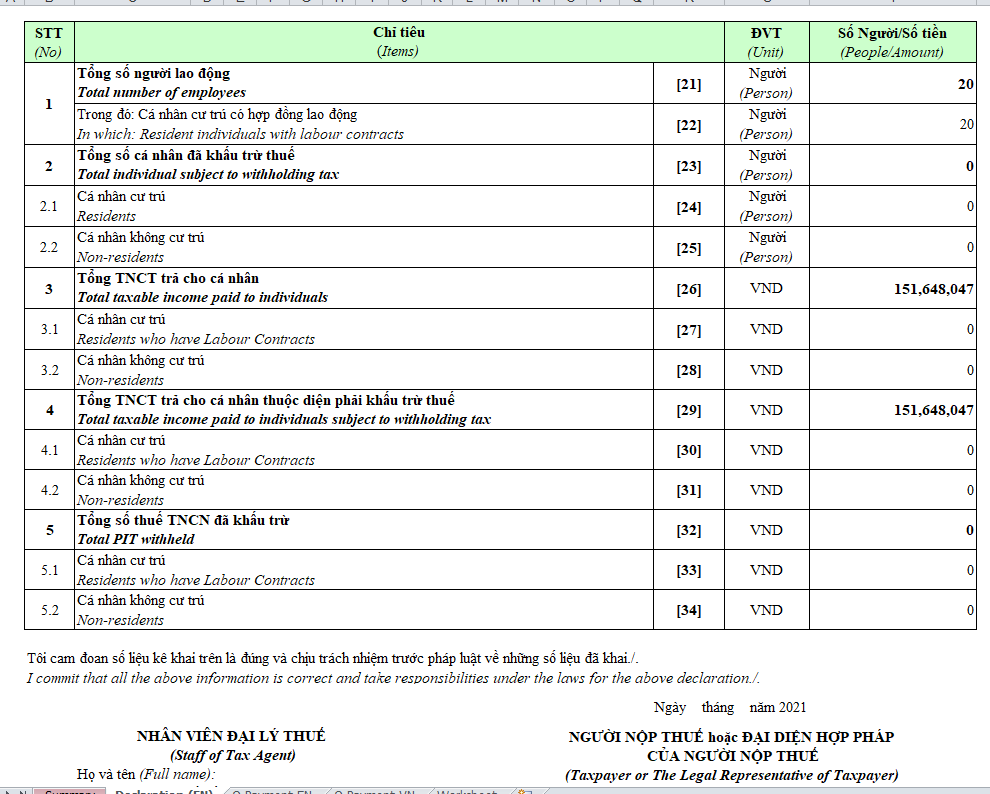 STT Chỉ tiêu ĐVT Số Người/Số tiền
(No) (Items) (Unit) (People/Amount)
1 Tổng số người lao động [21] Người 20
Total number of employees (Person)
Trong đó: Cá nhân cư trú có hợp đồng lao động [22] Người 20
In which: Resident individuals with labour contracts (Person)
2 Tổng số cá nhân đã khấu trừ thuế [23] Người 0
Total individual subject to withholding tax (Person)
2.1 Cá nhân cư trú [24] Người 0
Residents (Person)
2.2 Cá nhân không cư trú [25] Người 0
Non-residents (Person)
3 Tổng TNCT trả cho cá nhân [26] VND 151,648,047
Total taxable income paid to individuals
3.1 Cá nhân cư trú [27] VND 0
Residents who have Labour Contracts
3.2 Cá nhân không cư trú [28] VND 0
Non-residents
4 Tổng TNCT trả cho cá nhân thuộc diện phải khấu trừ thuế [29] VND 151,648,047
Total taxable income paid to individuals subject to withholding tax
4.1 Cá nhân cư trú [30] VND 0
Residents who have Labour Contracts
4.2 Cá nhân không cư trú [31] VND 0
Non-residents
5 Tổng số thuế TNCN đã khấu trừ [32] VND 0
Total PIT withheld
5.1 Cá nhân cư trú [33] VND 0
Residents who have Labour Contracts
5.2 Cá nhân không cư trú [34] VND 0
Non-residents
Tôi cam đoan số liệu kê khai trên là đúng và chịu trách nhiệm trước pháp luật về những số liệu đã khai./.
I commit that all the above information is correct and take responsibilities under the laws for the above declaration./.
Ngày tháng năm 2021
NHÂN VIÊN ĐẠI LÝ THUẾ NGƯỜI NỘP THUẾ hoặc ĐẠI DIỆN HỢP PHÁP
(Staff of Tax Agent) CỦA NGƯỜI NỘP THUẾ
Họ và tên (Full name): (Taxpayer or The Legal Representative of Taxpayer)
Summary Declaration (EN) Worksheet